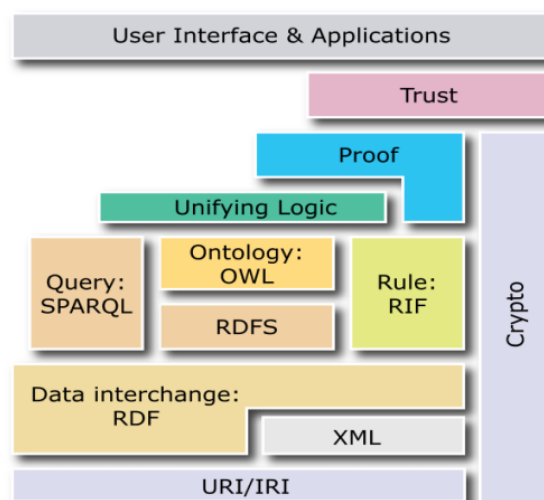 User Interface & Applications
Trust
Proof
Unifying Logic
Query:
SPARQL
Ontology:
OWL
RDFS
Rule:
RIF
Crypto
Data interchange:
RDF
XML
URI/IRI